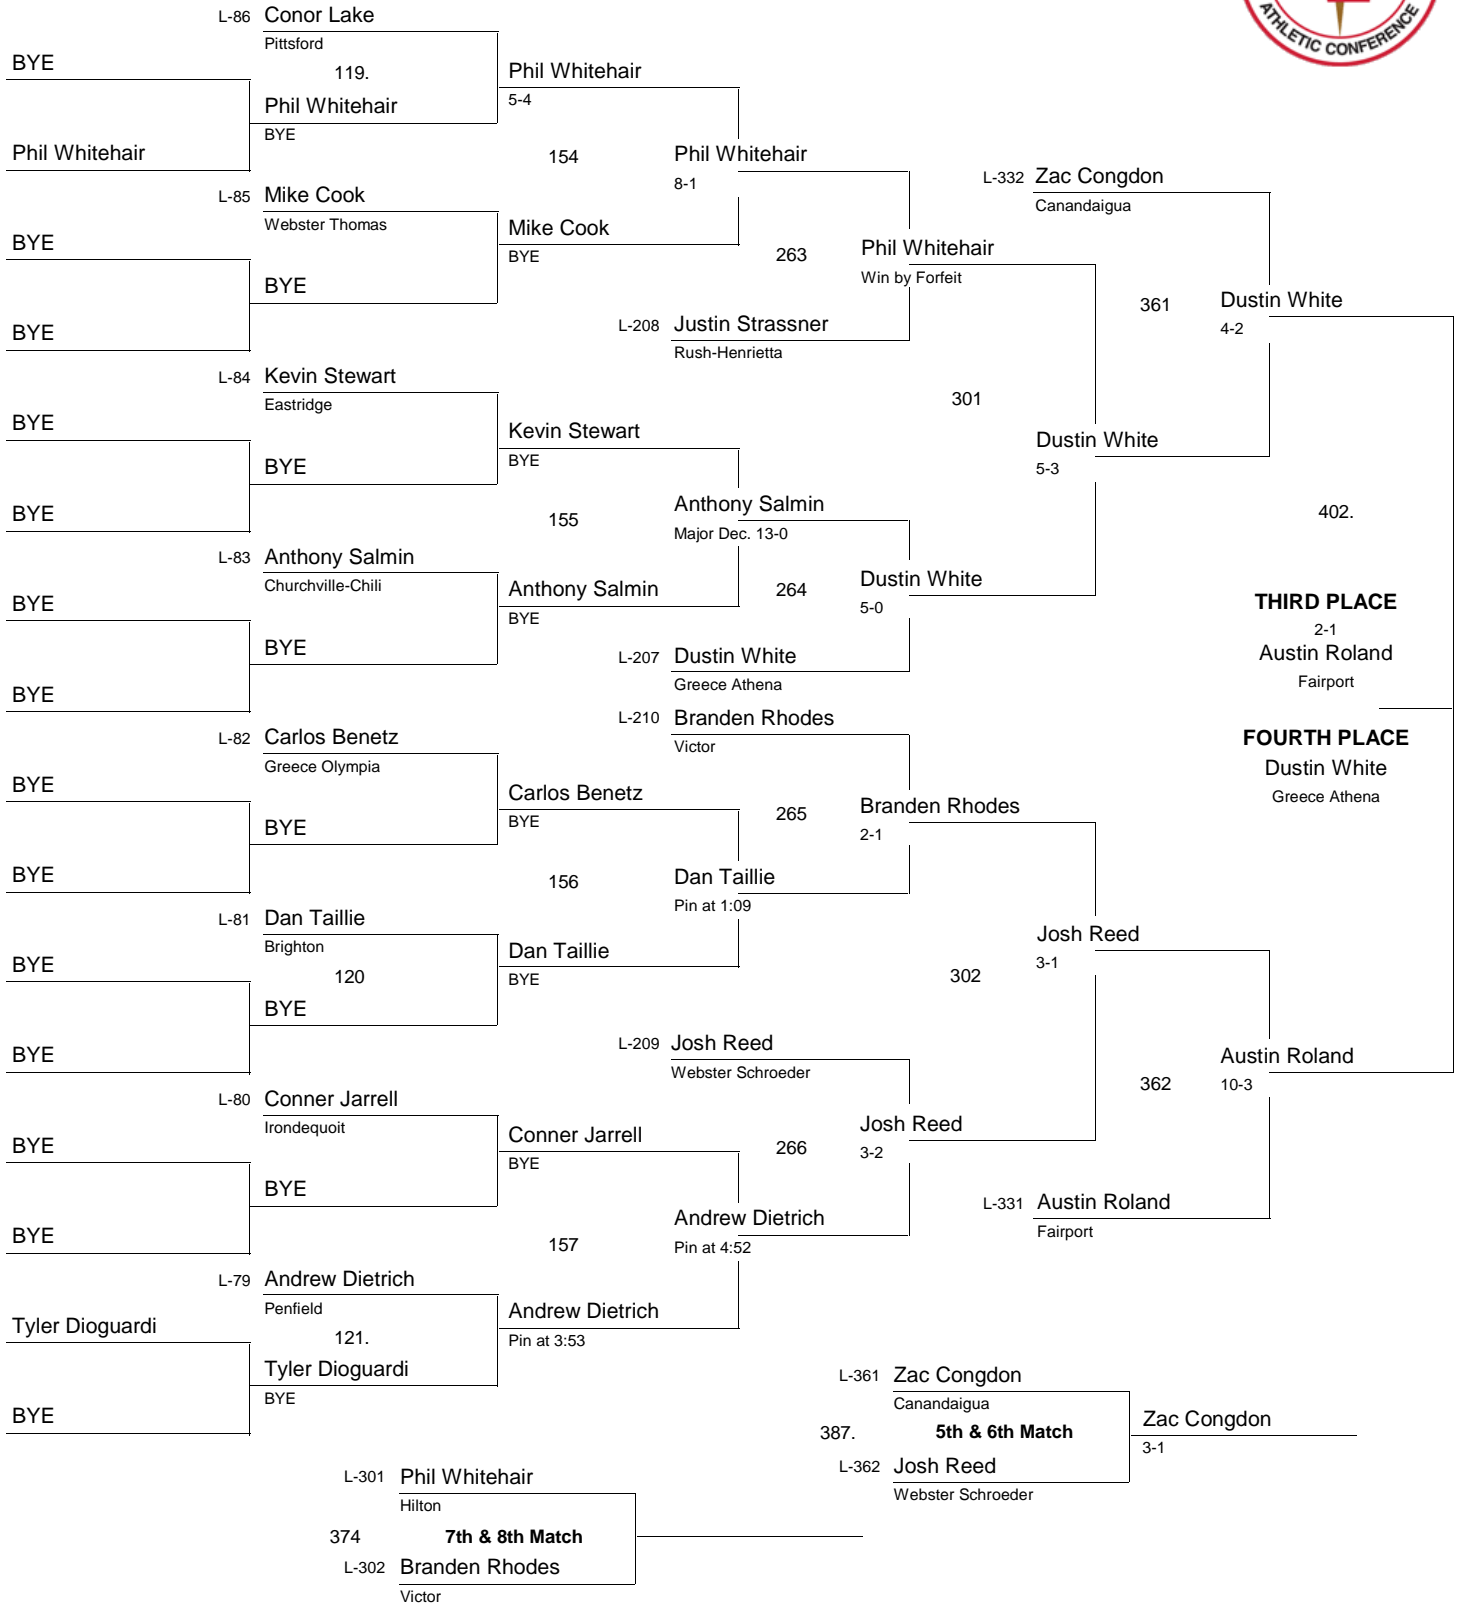 ATHLETIC CONFERENCE
L-86 Conor Lake
Pittsford
BYE
119.
Phil Whitehair
5-4
Phil Whitehair
BYE
Phil Whitehair
154
Phil Whitehair
8-1
L-332 Zac Congdon
Canandaigua
L-85 Mike Cook
Webster Thomas
BYE
Mike Cook
BYE
263
Phil Whitehair
Win by Forfeit
BYE
361
Dustin White
4-2
BYE
L-208 Justin Strassner
Rush-Henrietta
L-84 Kevin Stewart
Eastridge
301
BYE
Kevin Stewart
BYE
Dustin White
5-3
BYE
Anthony Salmin
Major Dec. 13-0
BYE
155
402.
L-83 Anthony Salmin
Churchville-Chili
Anthony Salmin
BYE
264
Dustin White
5-0
BYE
THIRD PLACE
2-1
Austin Roland
Fairport
BYE
L-207 Dustin White
Greece Athena
BYE
L-210 Branden Rhodes
Victor
L-82 Carlos Benetz
Greece Olympia
FOURTH PLACE
Dustin White
Greece Athena
BYE
Carlos Benetz
BYE
265
Branden Rhodes
2-1
BYE
BYE
156
Dan Taillie
Pin at 1:09
L-81 Dan Taillie
Brighton
Josh Reed
3-1
BYE
120
Dan Taillie
BYE
302
BYE
BYE
L-209 Josh Reed
Webster Schroeder
Austin Roland
10-3
362
L-80 Conner Jarrell
Irondequoit
BYE
Conner Jarrell
BYE
266
Josh Reed
3-2
BYE
L-331 Austin Roland
Fairport
BYE
157
Andrew Dietrich
Pin at 4:52
L-79 Andrew Dietrich
Penfield
Tyler Dioguardi
121.
Andrew Dietrich
Pin at 3:53
Tyler Dioguardi
BYE
BYE
L-361 Zac Congdon
Canandaigua
387. 5th & 6th Match
Zac Congdon
3-1
L-362 Josh Reed
Webster Schroeder
L-301 Phil Whitehair
Hilton
374 7th & 8th Match
L-302 Branden Rhodes
Victor